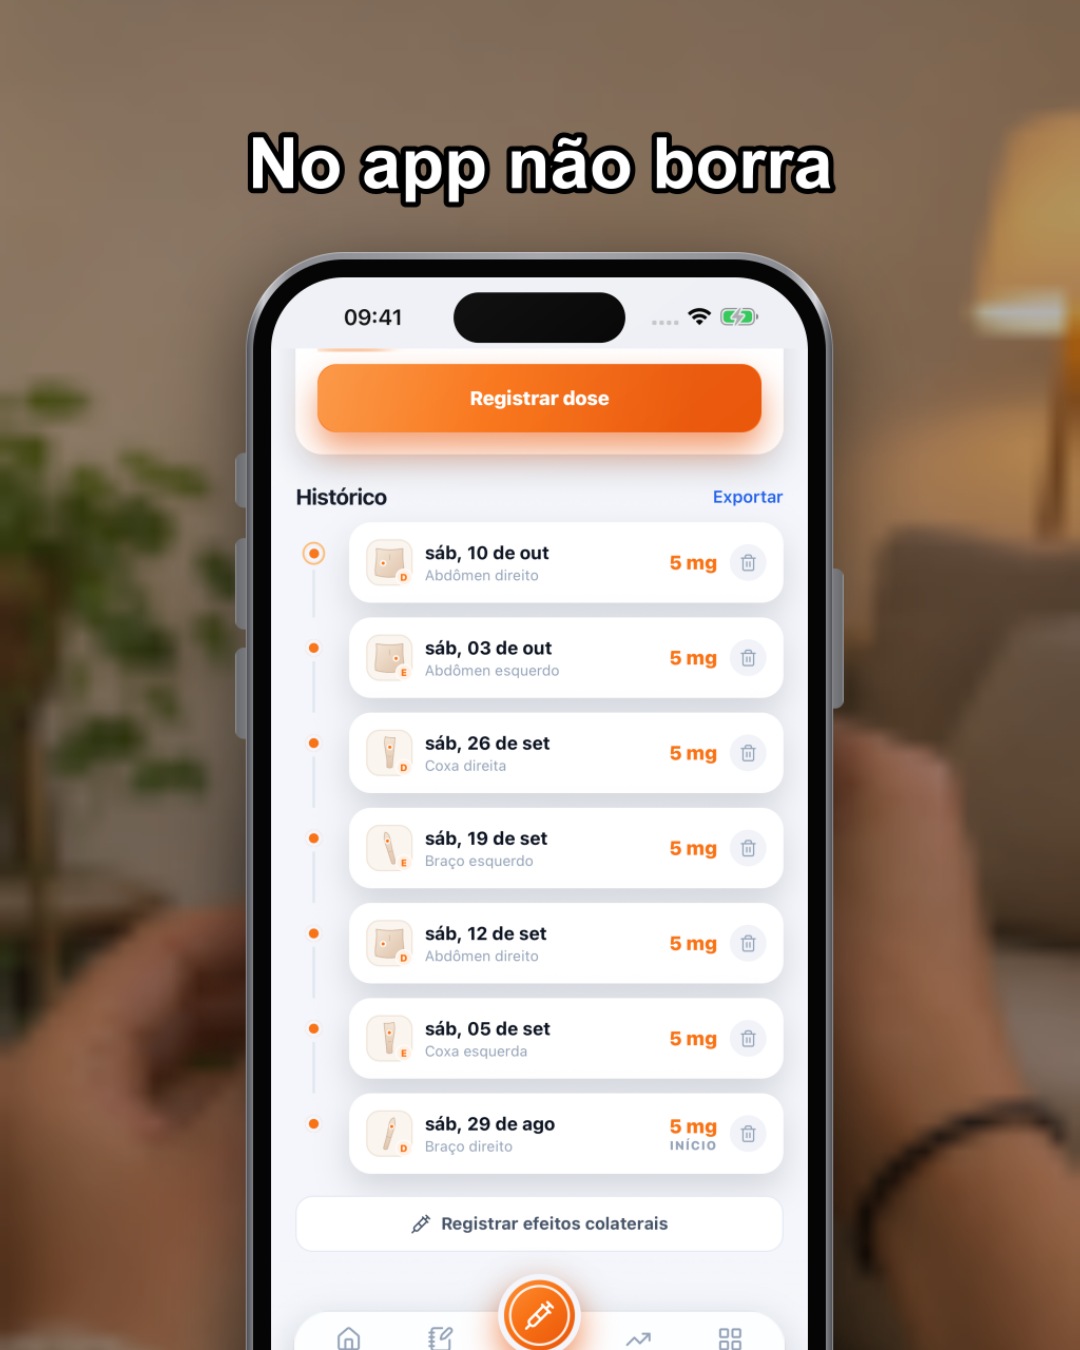 No app não borra
09:41
Registrar dose
Histórico
Exportar
sáb, 10 de out
Abdômen direito
5 mg
D
sáb, 03 de out
Abdômen esquerdo
5 mg
E
sáb, 26 de set
Coxa direita
5 mg
D
sáb, 19 de set
Braço esquerdo
5 mg
E
sáb, 12 de set
Abdômen direito
5 mg
D
sáb, 05 de set
Coxa esquerda
5 mg
E
sáb, 29 de ago
Braço direito
5 mg
INÍCIO
D
Registrar efeitos colaterais